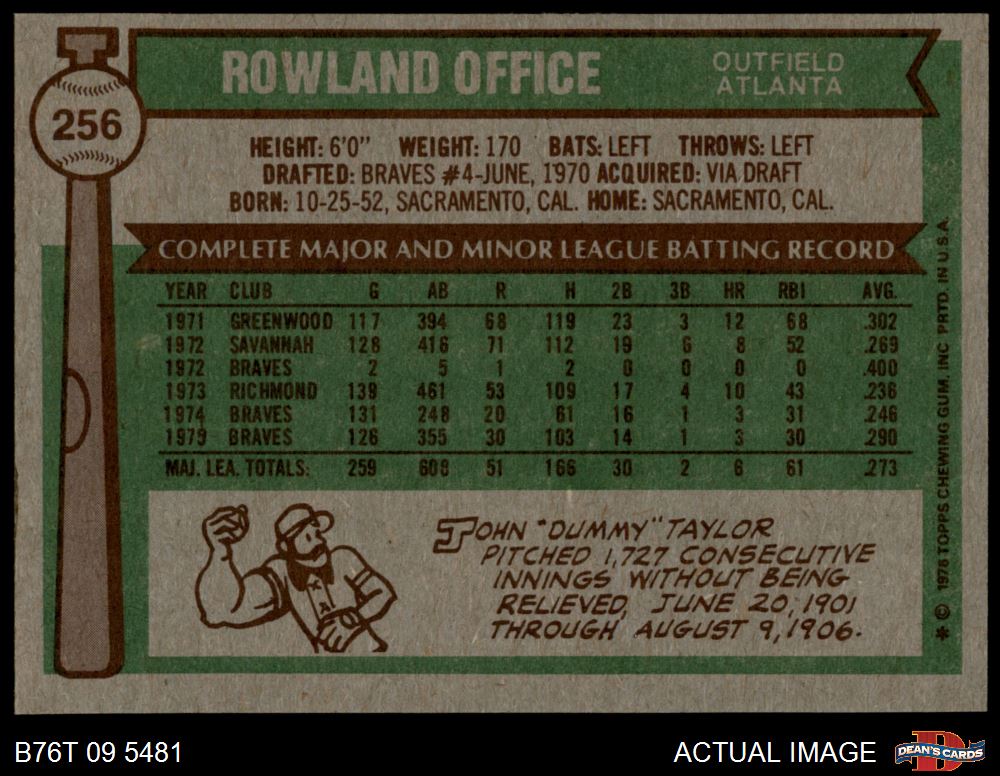 256
ROWLAND OFFICE
OUTFIELD
ATLANTA
HEIGHT: 6'0" WEIGHT: 170 BATS: LEFT THROWS: LEFT
DRAFTED: BRAVES #4-JUNE, 1970 ACQUIRED: VIA DRAFT
BORN: 10-25-52, SACRAMENTO, CAL. HOME: SACRAMENTO, CAL.
COMPLETE MAJOR AND MINOR LEAGUE BATTING RECORD
YEAR CLUB G AB R H 2B 3B HR RBI AVG.
1971 GREENWOOD 117 394 68 119 23 3 12 68 .302
1972 SAVANNAH 128 416 71 112 19 6 8 52 .269
1972 BRAVES 2 5 1 2 0 0 0 0 .400
1973 RICHMOND 139 461 53 109 17 4 10 43 .236
1974 BRAVES 131 248 20 61 16 1 3 31 .246
1975 BRAVES 126 355 30 103 14 1 3 30 .290
MAJ. LEA. TOTALS: 259 608 51 166 30 2 6 61 .273
JOHN "DUMMY" TAYLOR
PITCHED 1,727 CONSECUTIVE
INNINGS WITHOUT BEING
RELIEVED, JUNE 20, 1901
THROUGH AUGUST 9, 1906.
* © 1976 TOPPS CHEWING GUM, INC PRTD. IN U.S.A.
B76T 09 5481
ACTUAL IMAGE
D
DEAN'S CARDS